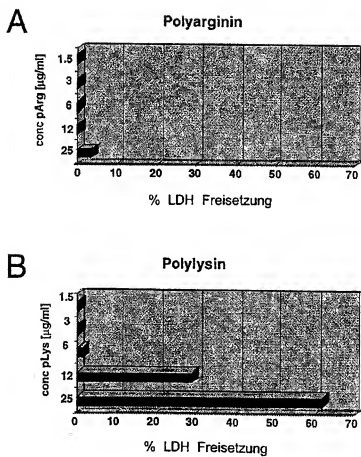 A
Polyarginin
conc pArg [µg/ml]
1.5
3
6
12
25
0 10 20 30 40 50 60 70
% LDH Freisetzung
B
Polylysin
conc pLys [µg/ml]
1.5
3
6
12
25
0 10 20 30 40 50 60 70
% LDH Freisetzung